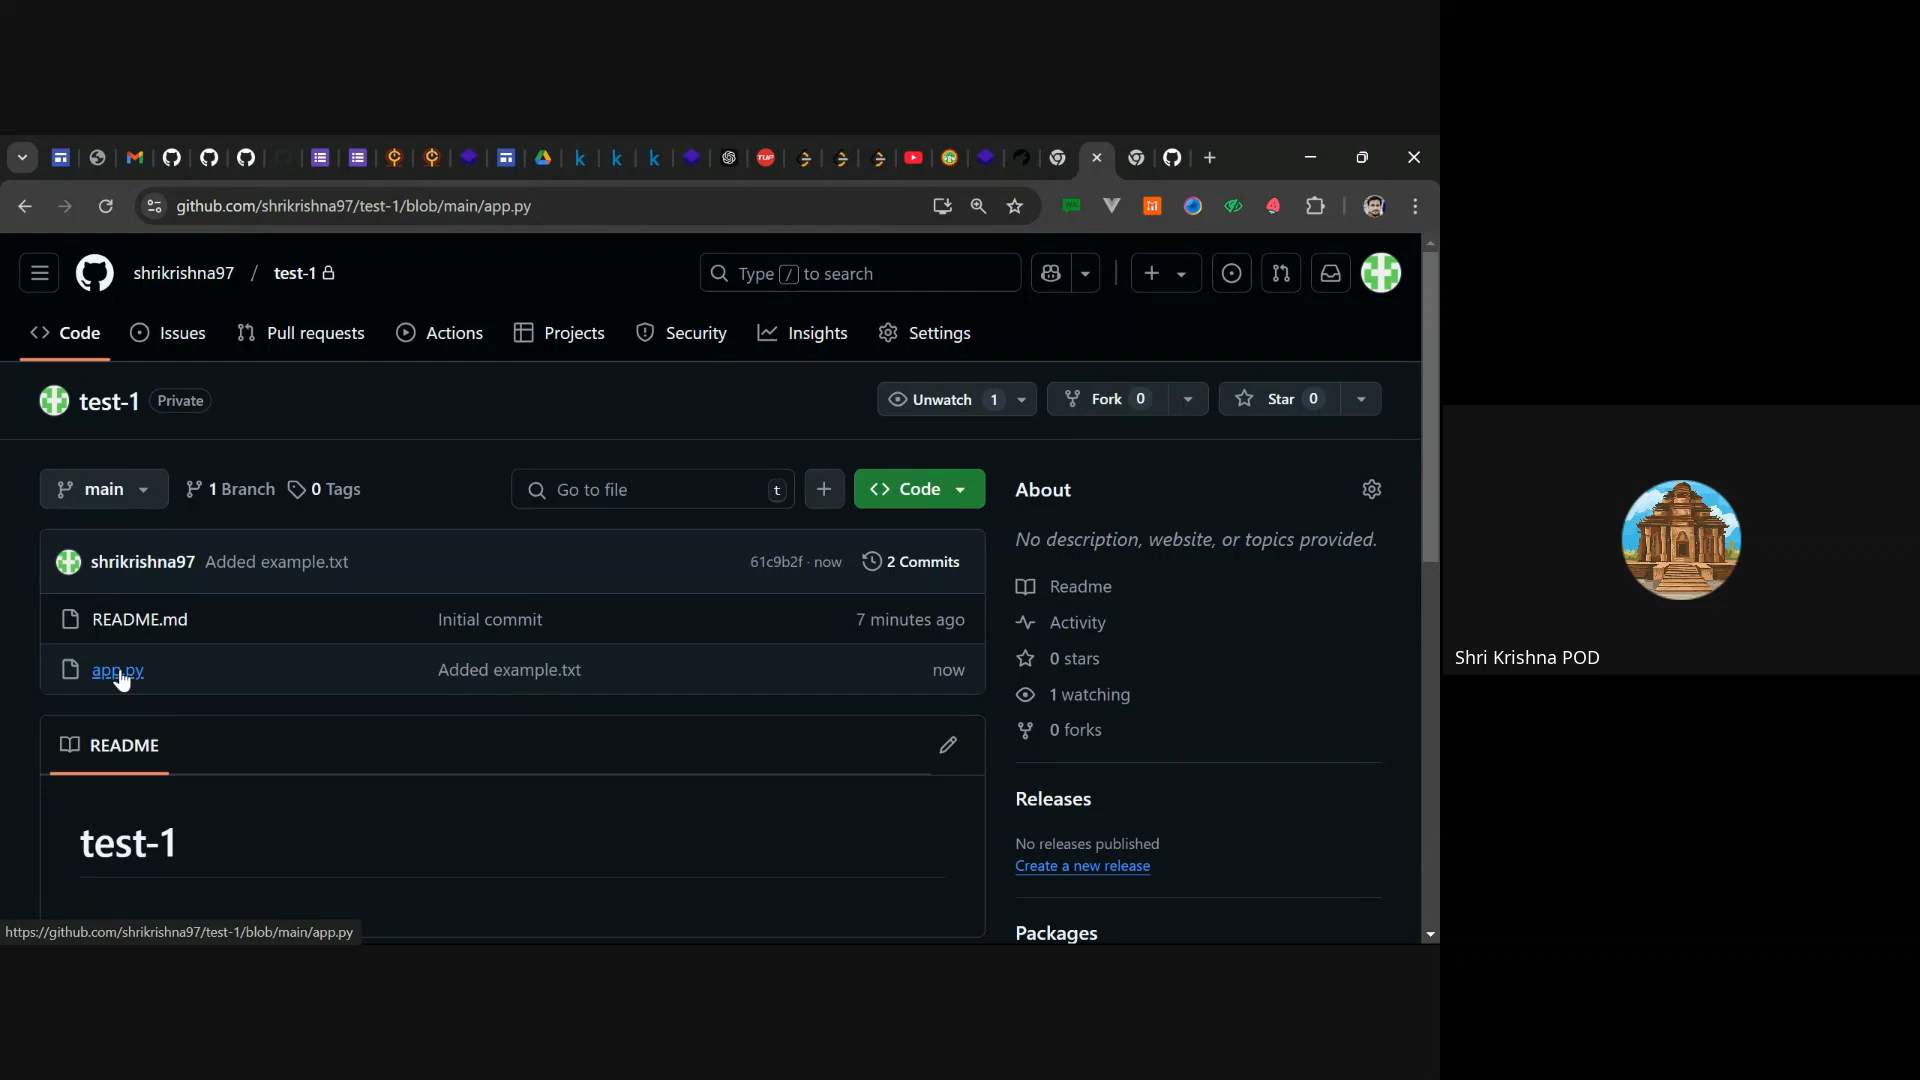 github.com/shrikrishna97/test-1/blob/main/app.py
shrikrishna97 / test-1
Type / to search
Code Issues Pull requests Actions Projects Security Insights Settings
test-1 Private
Unwatch 1 Fork 0 Star 0
main 1 Branch 0 Tags
Go to file t
Code
shrikrishna97 Added example.txt 61c9b2f · now 2 Commits
README.md Initial commit 7 minutes ago
app.py Added example.txt now
README
test-1
About
No description, website, or topics provided.
Readme
Activity
0 stars
1 watching
0 forks
Releases
No releases published
Create a new release
Packages
https://github.com/shrikrishna97/test-1/blob/main/app.py
Shri Krishna POD